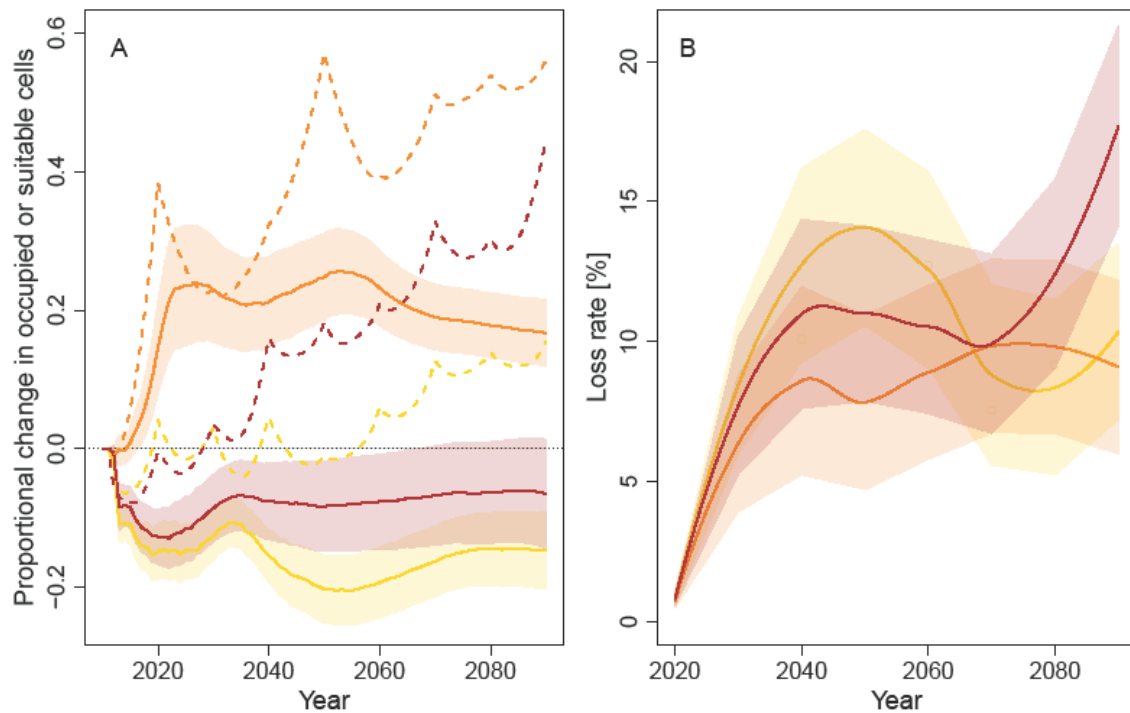 A
Proportional change in occupied or suitable cells
0.6
0.4
0.2
0.0
−0.2
2020 2040 2060 2080
Year
B
Loss rate [%]
20
15
10
5
0
2020 2040 2060 2080
Year